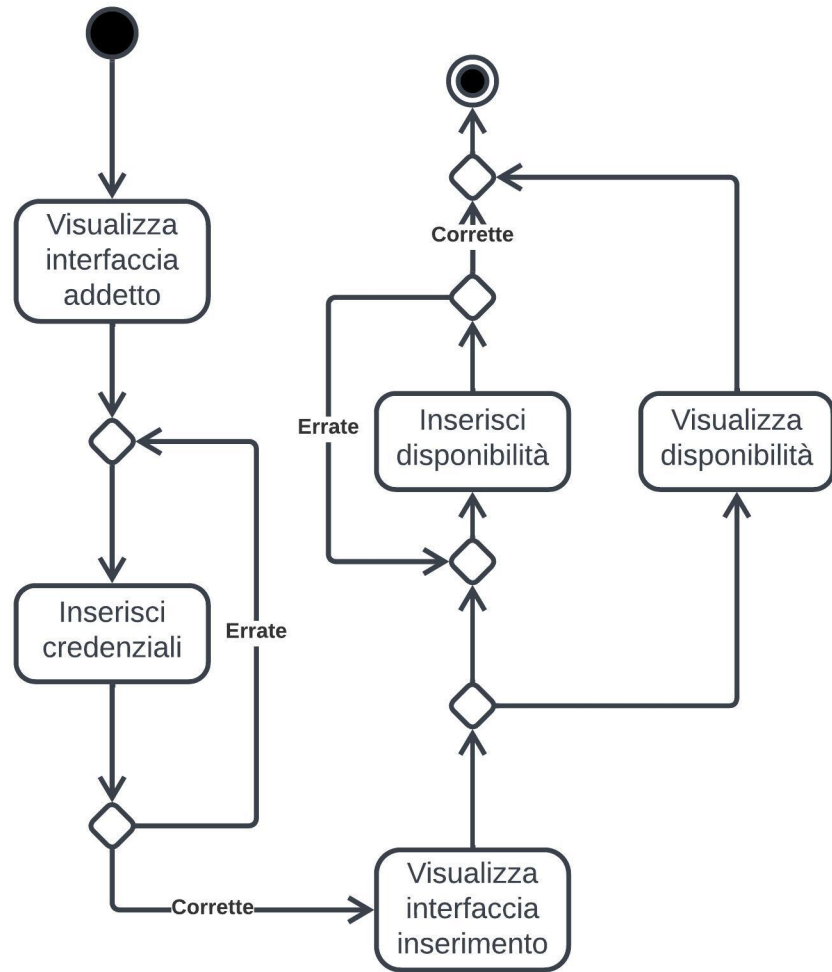 Visualizza
interfaccia
addetto
Inserisci
credenziali
Errate
Corrette
Visualizza
interfaccia
inserimento
Errate
Inserisci
disponibilità
Corrette
Visualizza
disponibilità